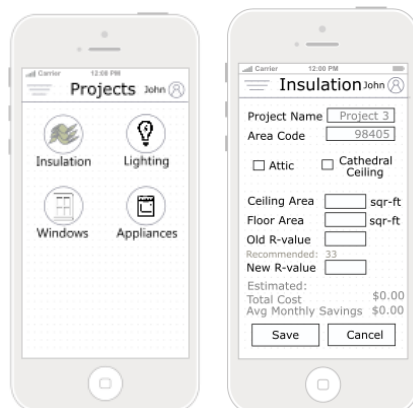 Carrier 12:00 PM
Projects John
Insulation Lighting
Windows Appliances
Carrier 12:00 PM
Insulation John
Project Name Project 3
Area Code 98405
Attic Cathedral
Ceiling
Ceiling Area sqr-ft
Floor Area sqr-ft
Old R-value
Recommended: 33
New R-value
Estimated:
Total Cost $0.00
Avg Monthly Savings $0.00
Save Cancel